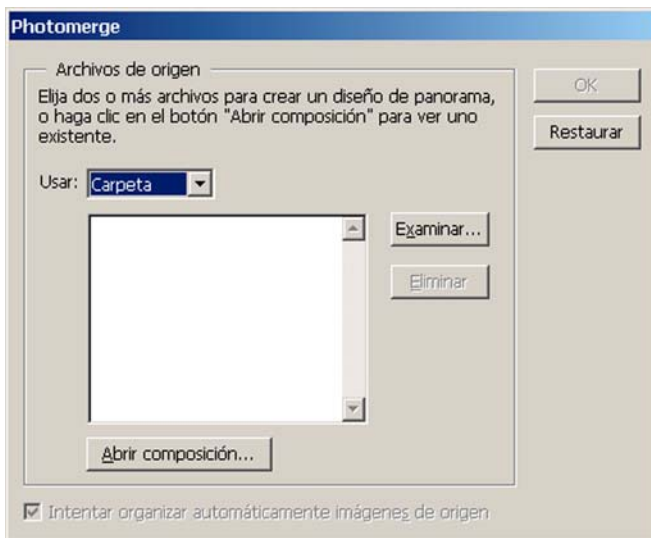 Photomerge
Archivos de origen
Elija dos o más archivos para crear un diseño de panorama,
o haga clic en el botón "Abrir composición" para ver uno
existente.
OK
Restaurar
Usar: Carpeta
Examinar...
Eliminar
Abrir composición...
Intentar organizar automáticamente imágenes de origen